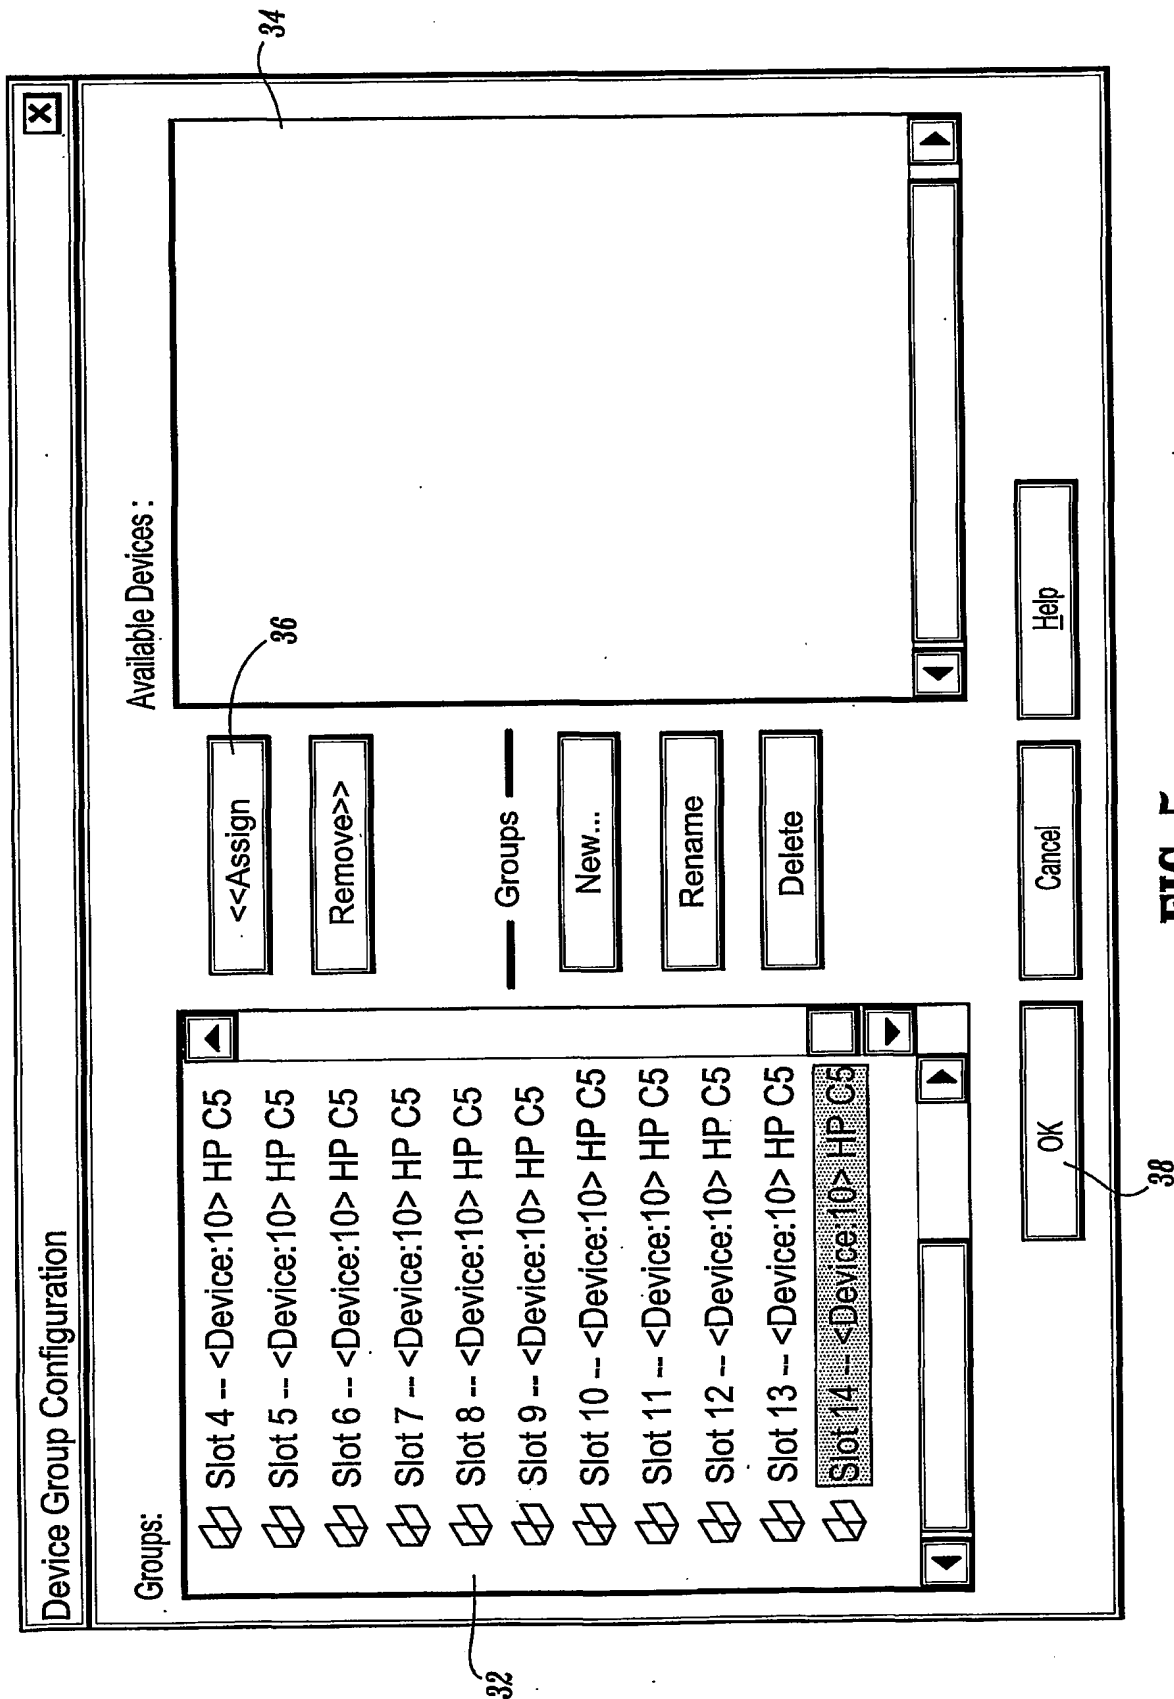 Device Group Configuration
X
34
Groups:
Available Devices :
36
Slot 4 -- <Device:10> HP C5
Slot 5 -- <Device:10> HP C5
Slot 6 -- <Device:10> HP C5
Slot 7 -- <Device:10> HP C5
Slot 8 -- <Device:10> HP C5
Slot 9 -- <Device:10> HP C5
Slot 10 -- <Device:10> HP C5
Slot 11 -- <Device:10> HP C5
Slot 12 -- <Device:10> HP C5
Slot 13 -- <Device:10> HP C5
Slot 14 -- <Device:10> HP C5
32
<<Assign
Remove>>
Groups
New...
Rename
Delete
OK
Cancel
Help
38
FIG. 5